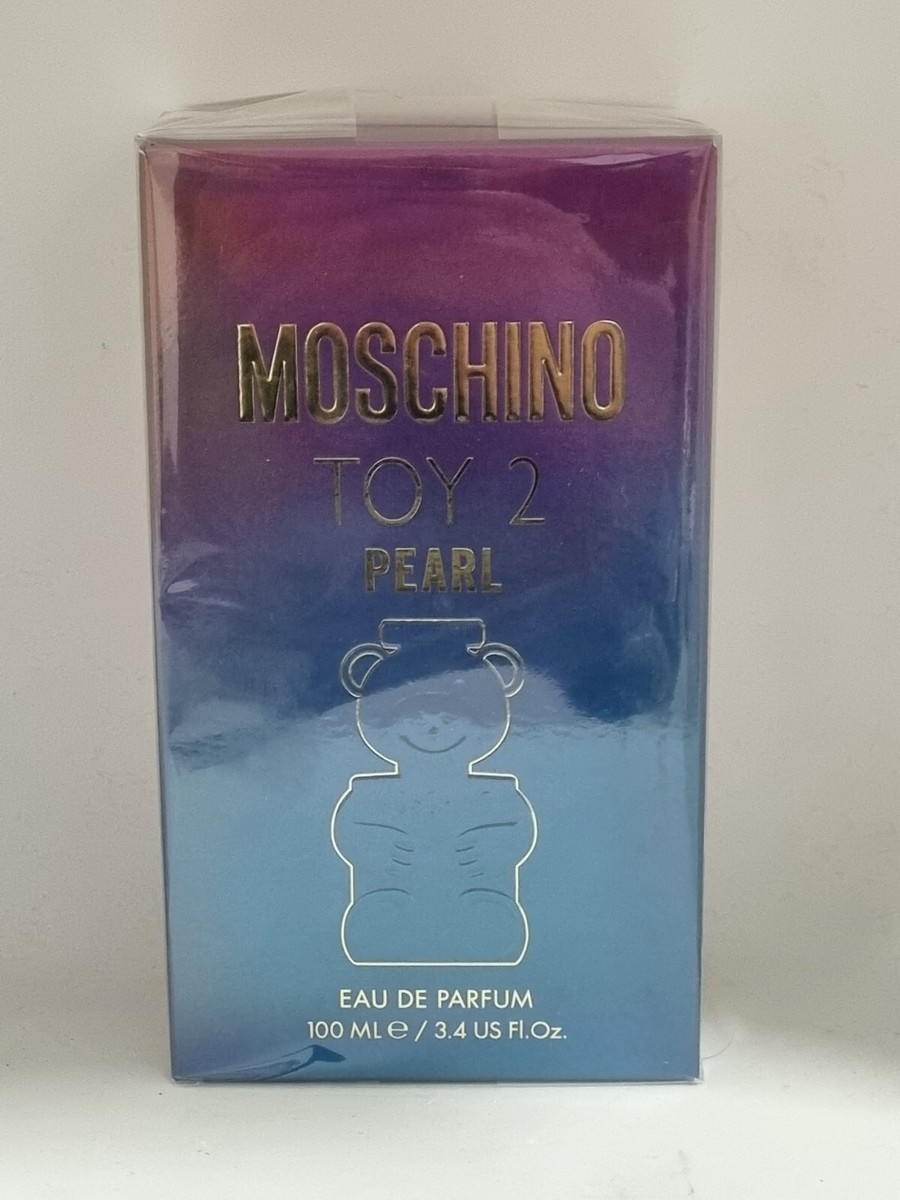 MOSCHINO
TOY 2
PEARL
EAU DE PARFUM
100 ML ℮ / 3.4 US Fl.Oz.